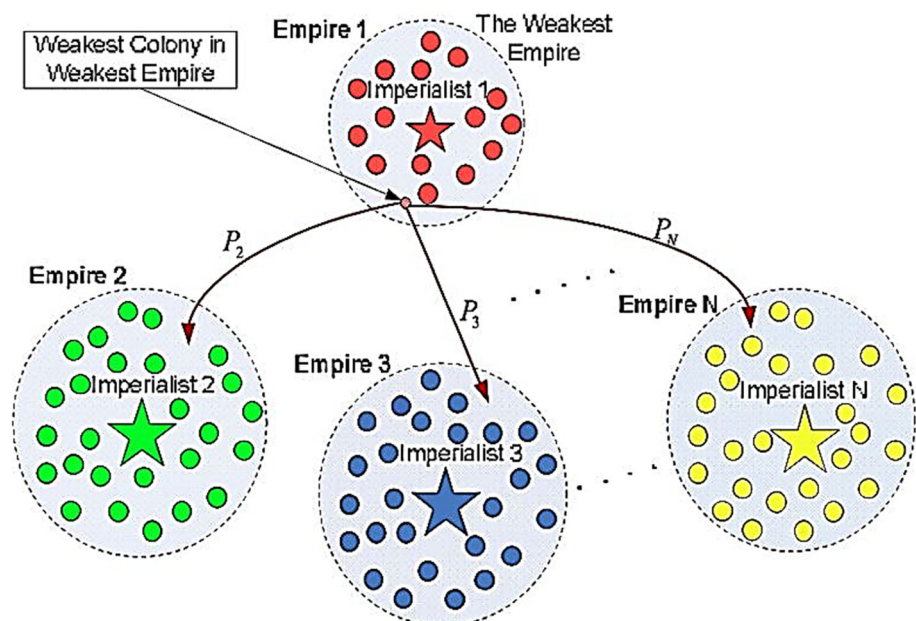 Empire 1
The Weakest
Empire
Weakest Colony in
Weakest Empire
Imperialist 1
P2
P3
PN
Empire 2
Imperialist 2
Empire 3
Imperialist 3
Empire N
Imperialist N